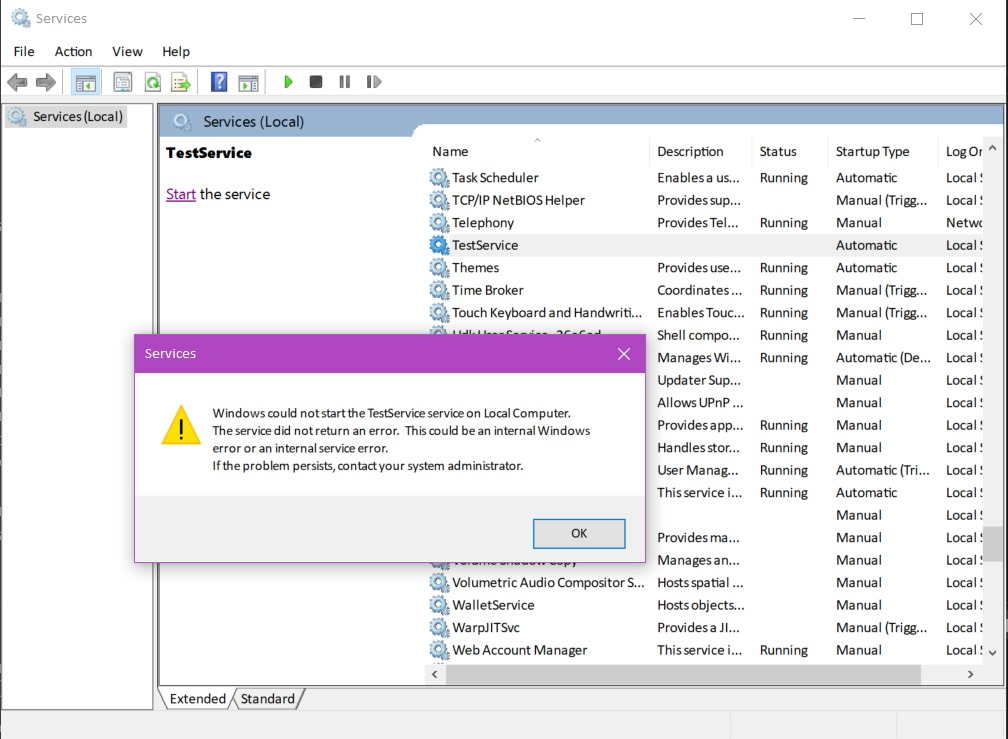 Services
File Action View Help
Services (Local)
Services (Local)
TestService
Start the service
Name Description Status Startup Type Log
Task Scheduler Enables a us... Running Automatic Local
TCP/IP NetBIOS Helper Provides sup... Manual (Trigg... Local
Telephony Provides Tel... Running Manual
TestService Automatic Local
Themes Provides use... Running Automatic Local
Time Broker Coordinates ... Running Manual (Trigg... Local
Touch Keyboard and Handwriti... Enables Touc... Running Manual (Trigg... Local
Shell compo... Running Manual Local
Manages Wi... Running Automatic (De... Local
Updater Sup... Manual Local
Allows UPnP ... Manual Local
Provides app... Running Manual Local
Handles stor... Running Manual Local
User Manag... Running Automatic (Tri... Local
This service i... Running Automatic Local
Manual Local
Provides ma... Manual Local
Volume Shadow Copy Manages an... Manual Local
Volumetric Audio Compositor S... Hosts spatial ... Manual Local
WalletService Hosts objects... Manual Local
WarpJITSvc Provides a JI... Manual (Trigg... Local
Web Account Manager This service i... Running Manual Local
Services
Windows could not start the TestService service on Local Computer.
The service did not return an error. This could be an internal Windows
error or an internal service error.
If the problem persists, contact your system administrator.
OK
Extended Standard